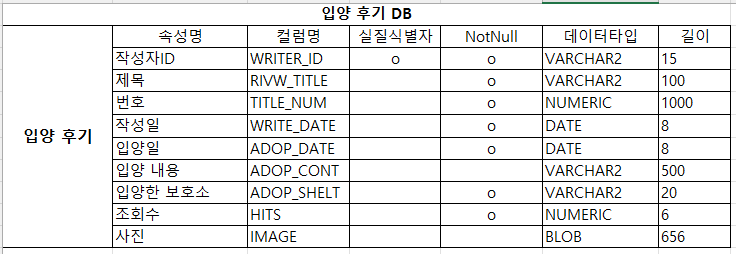 입양 후기 DB
입양 후기 속성명 컬럼명 실질식별자 NotNull 데이터타입 길이
작성자ID WRITER_ID o o VARCHAR2 15
제목 RIVW_TITLE o VARCHAR2 100
번호 TITLE_NUM o NUMERIC 1000
작성일 WRITE_DATE o DATE 8
입양일 ADOP_DATE o DATE 8
입양 내용 ADOP_CONT VARCHAR2 500
입양한 보호소 ADOP_SHELT o VARCHAR2 20
조회수 HITS o NUMERIC 6
사진 IMAGE BLOB 656